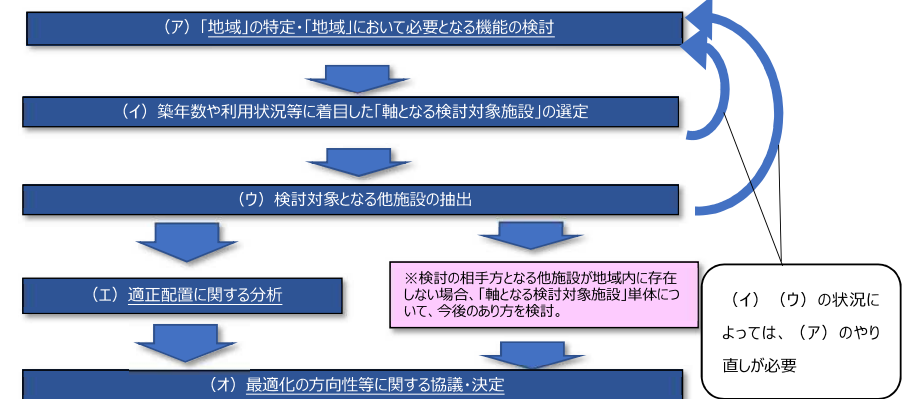 （ア）「地域」の特定・「地域」において必要となる機能の検討
（イ）築年数や利用状況等に着目した「軸となる検討対象施設」の選定
（ウ）検討対象となる他施設の抽出
（エ）適正配置に関する分析
※検討の相手方となる他施設が地域内に存在
しない場合、「軸となる検討対象施設」単体につ
いて、今後のあり方を検討。
（イ）（ウ）の状況に
よっては、（ア）のやり
直しが必要
（オ）最適化の方向性等に関する協議・決定